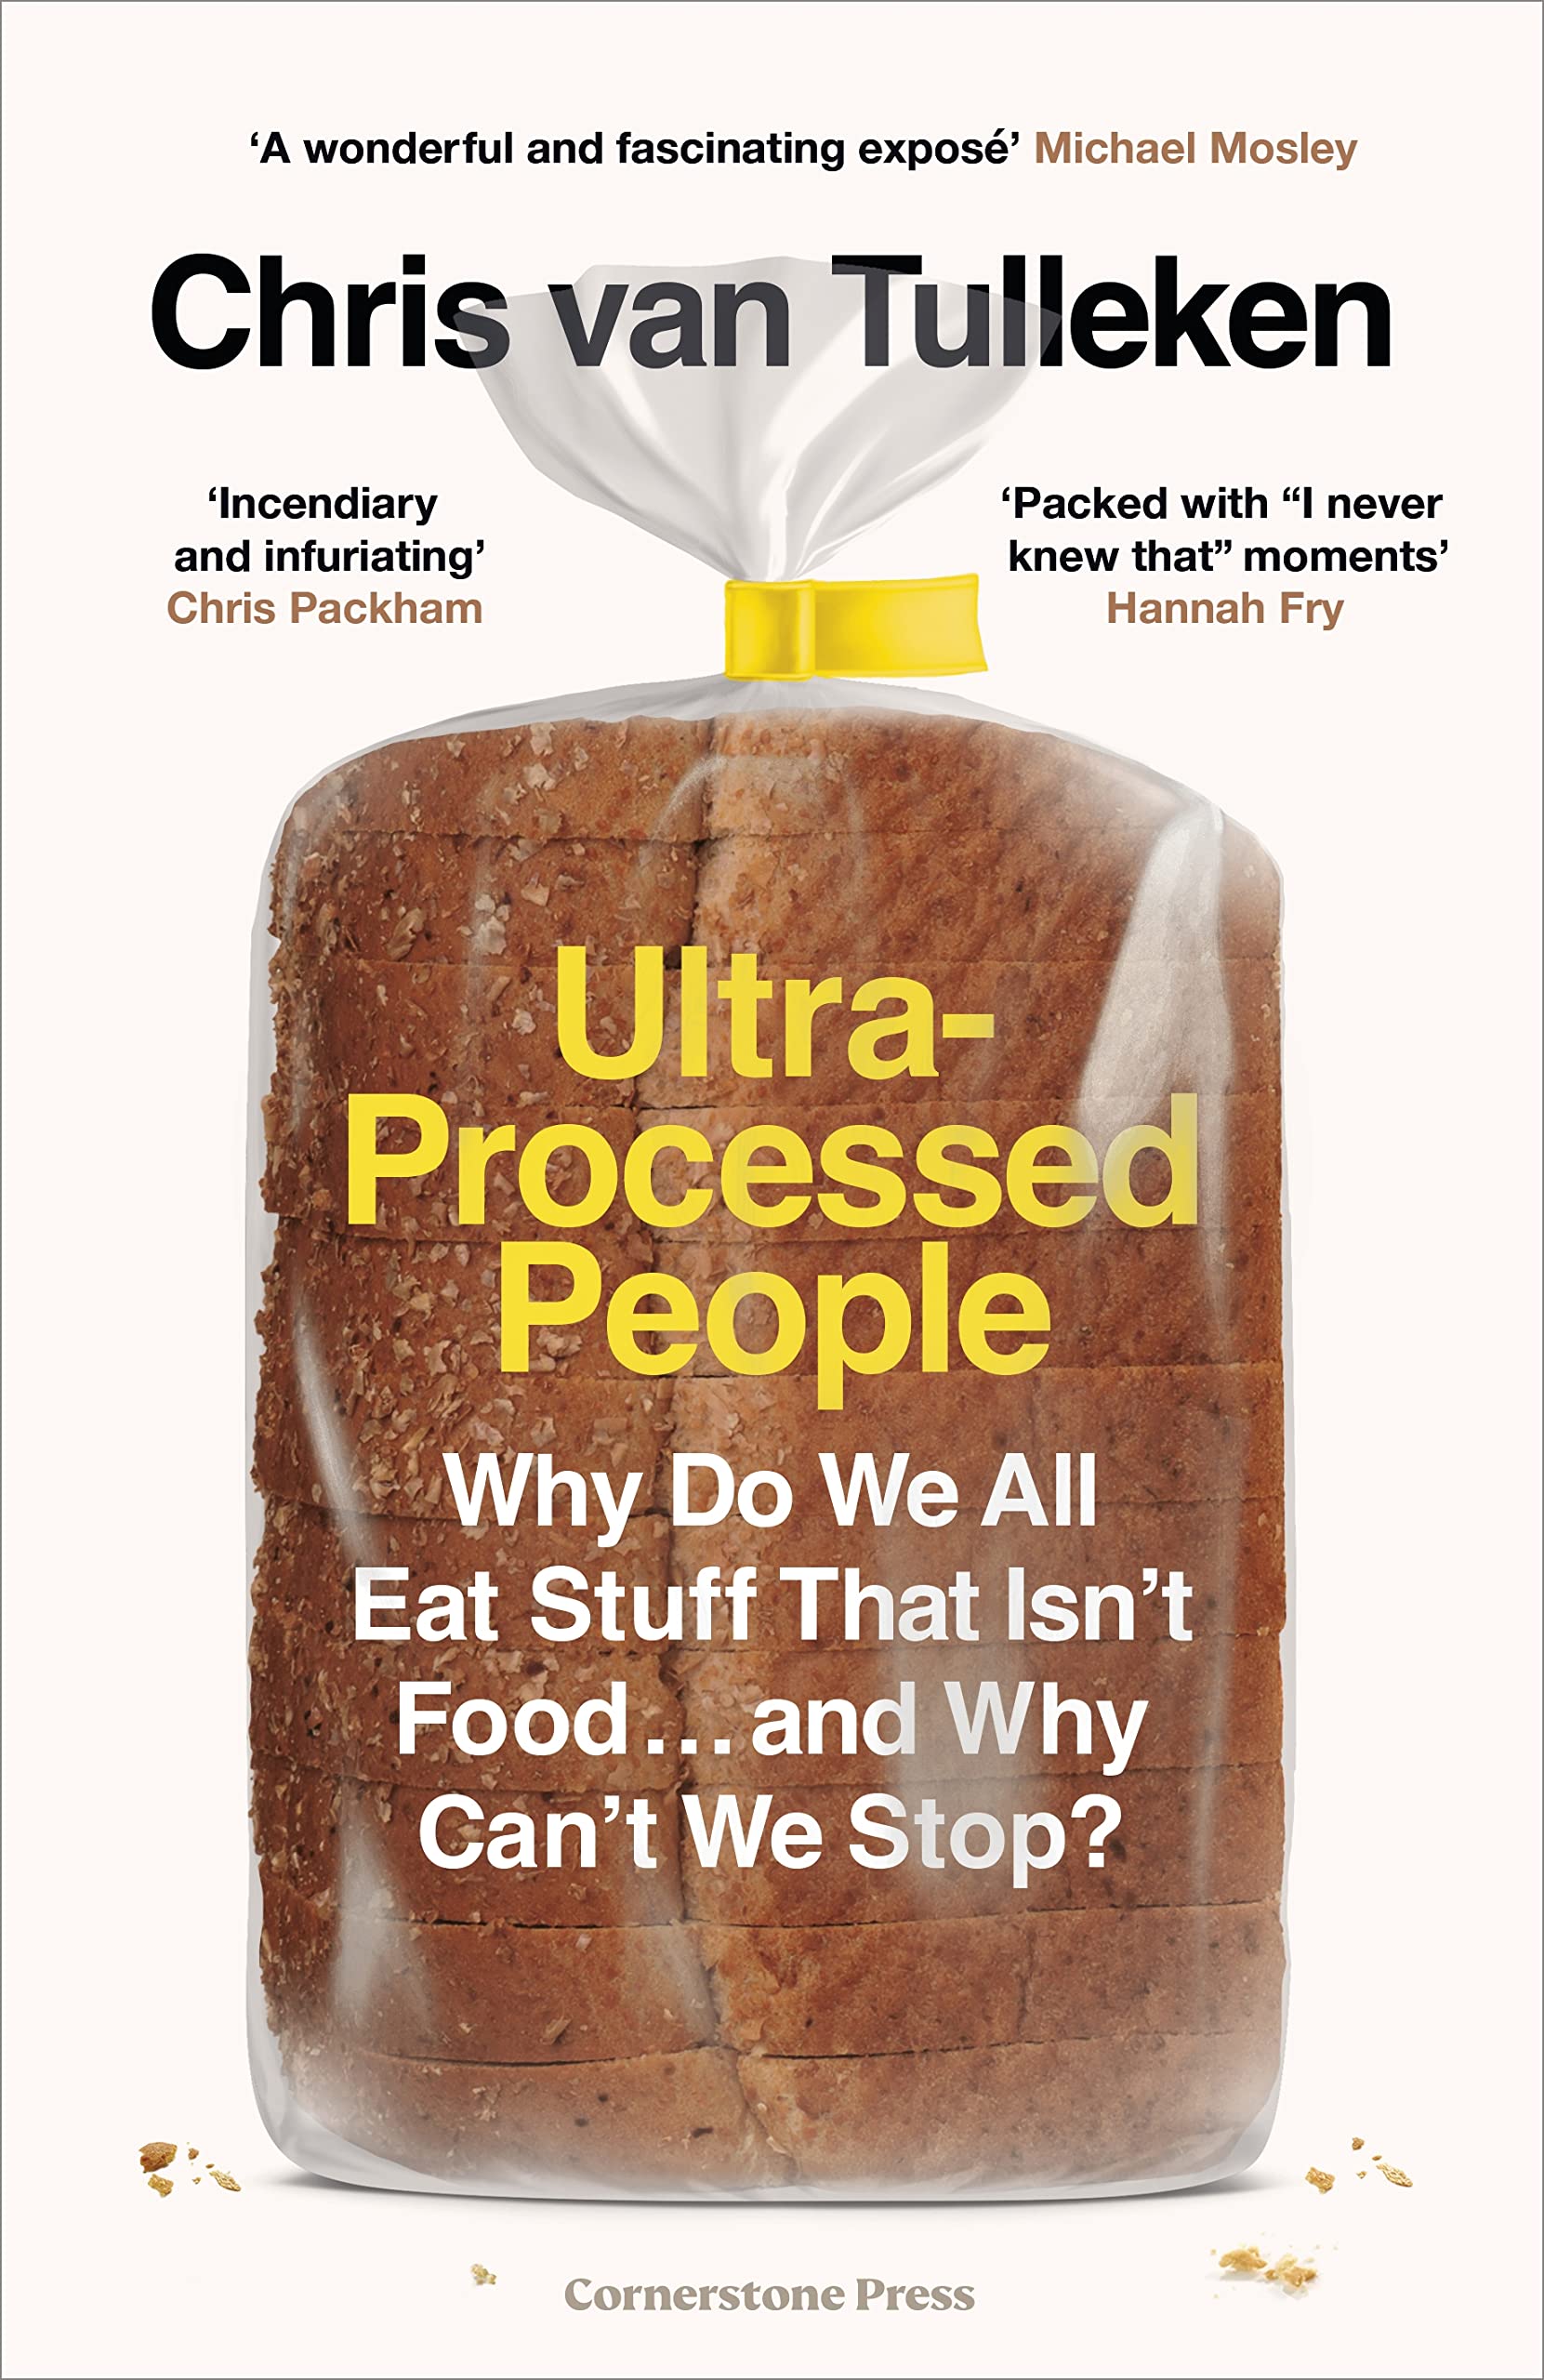 ‘A wonderful and fascinating exposé’ Michael Mosley
Chris van Tulleken
‘Incendiary
and infuriating’
Chris Packham
‘Packed with “I never
knew that” moments’
Hannah Fry
Ultra-
Processed
People
Why Do We All
Eat Stuff That Isn’t
Food...and Why
Can’t We Stop?
Cornerstone Press